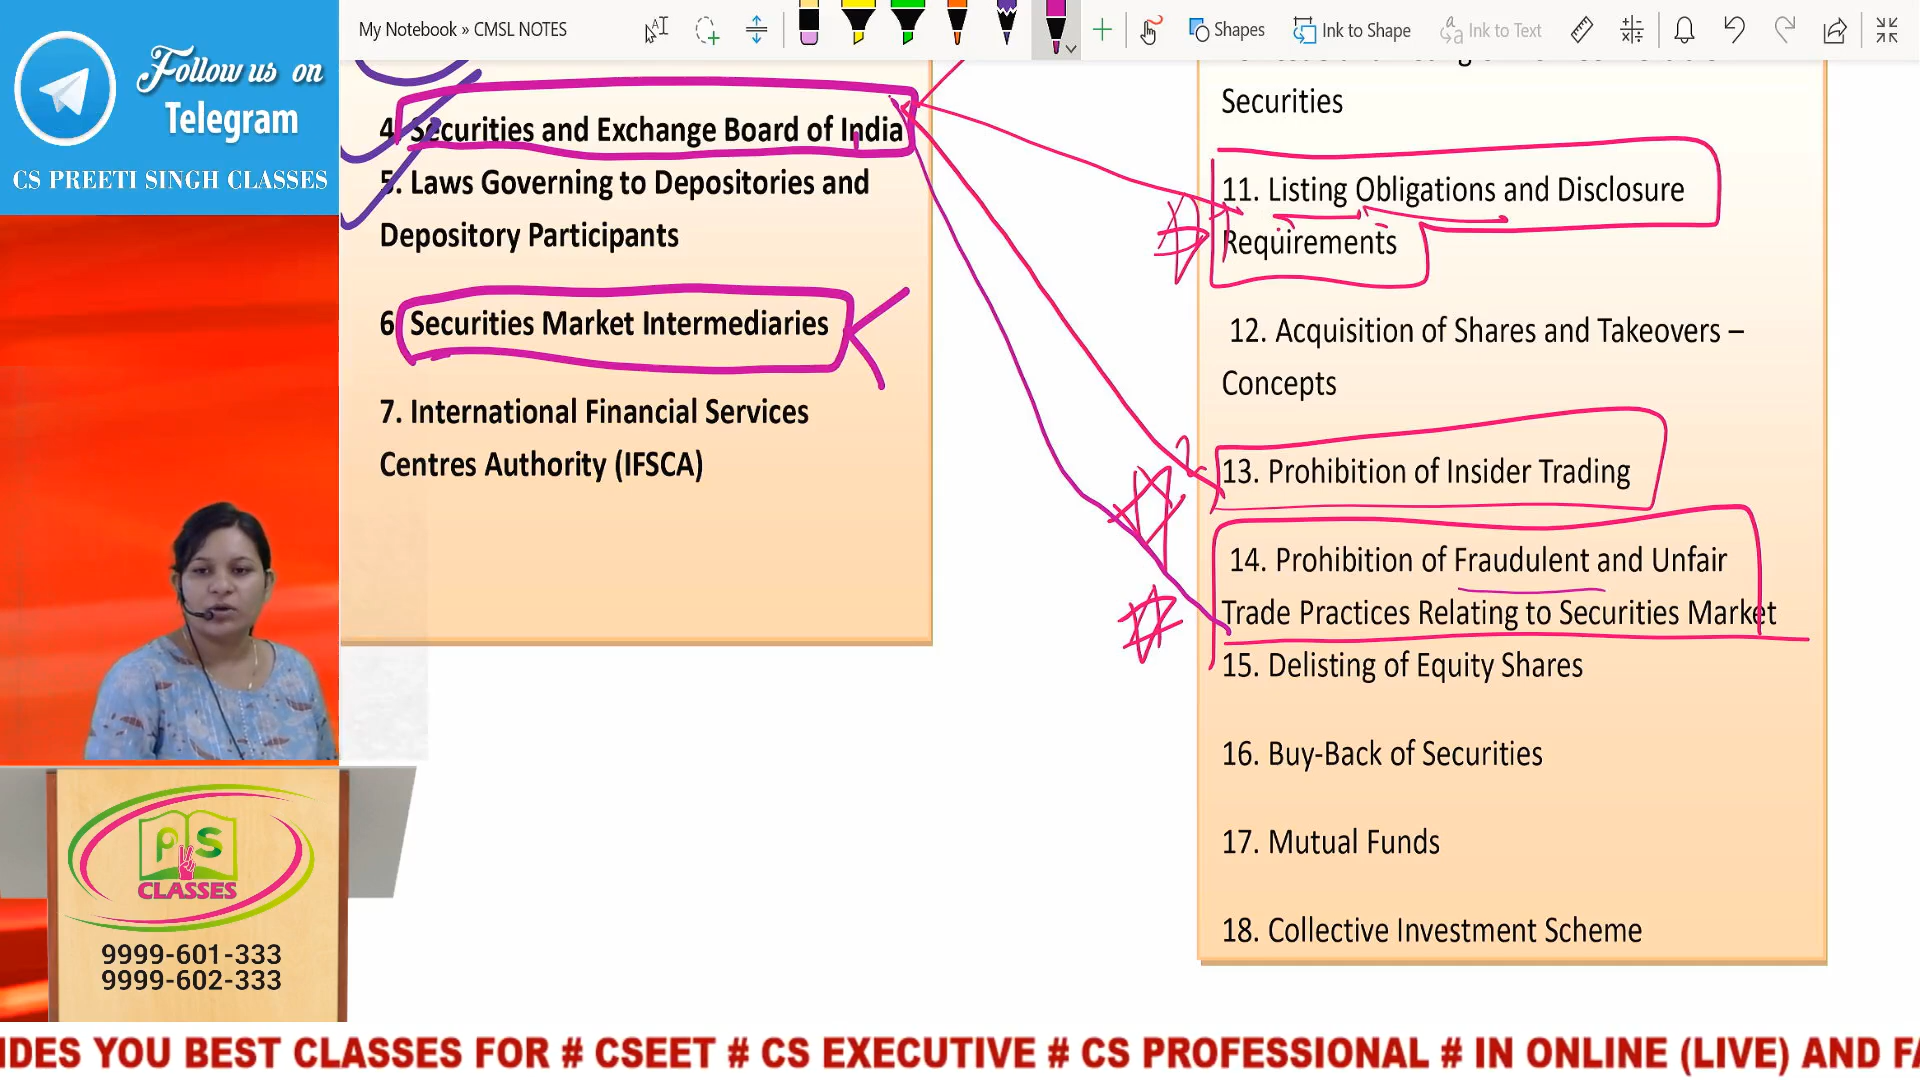 Follow us on
Telegram
CS PREETI SINGH CLASSES
My Notebook » CMSL NOTES
Shapes
Ink to Shape
Ink to Text
4. Securities and Exchange Board of India
5. Laws Governing to Depositories and
Depository Participants
6 Securities Market Intermediaries
7. International Financial Services
Centres Authority (IFSCA)
Securities
11. Listing Obligations and Disclosure
Requirements
12. Acquisition of Shares and Takeovers –
Concepts
13. Prohibition of Insider Trading
14. Prohibition of Fraudulent and Unfair
Trade Practices Relating to Securities Market
15. Delisting of Equity Shares
16. Buy-Back of Securities
17. Mutual Funds
18. Collective Investment Scheme
PS
CLASSES
9999-601-333
9999-602-333
IDES YOU BEST CLASSES FOR # CSEET # CS EXECUTIVE # CS PROFESSIONAL # IN ONLINE (LIVE) AND FA